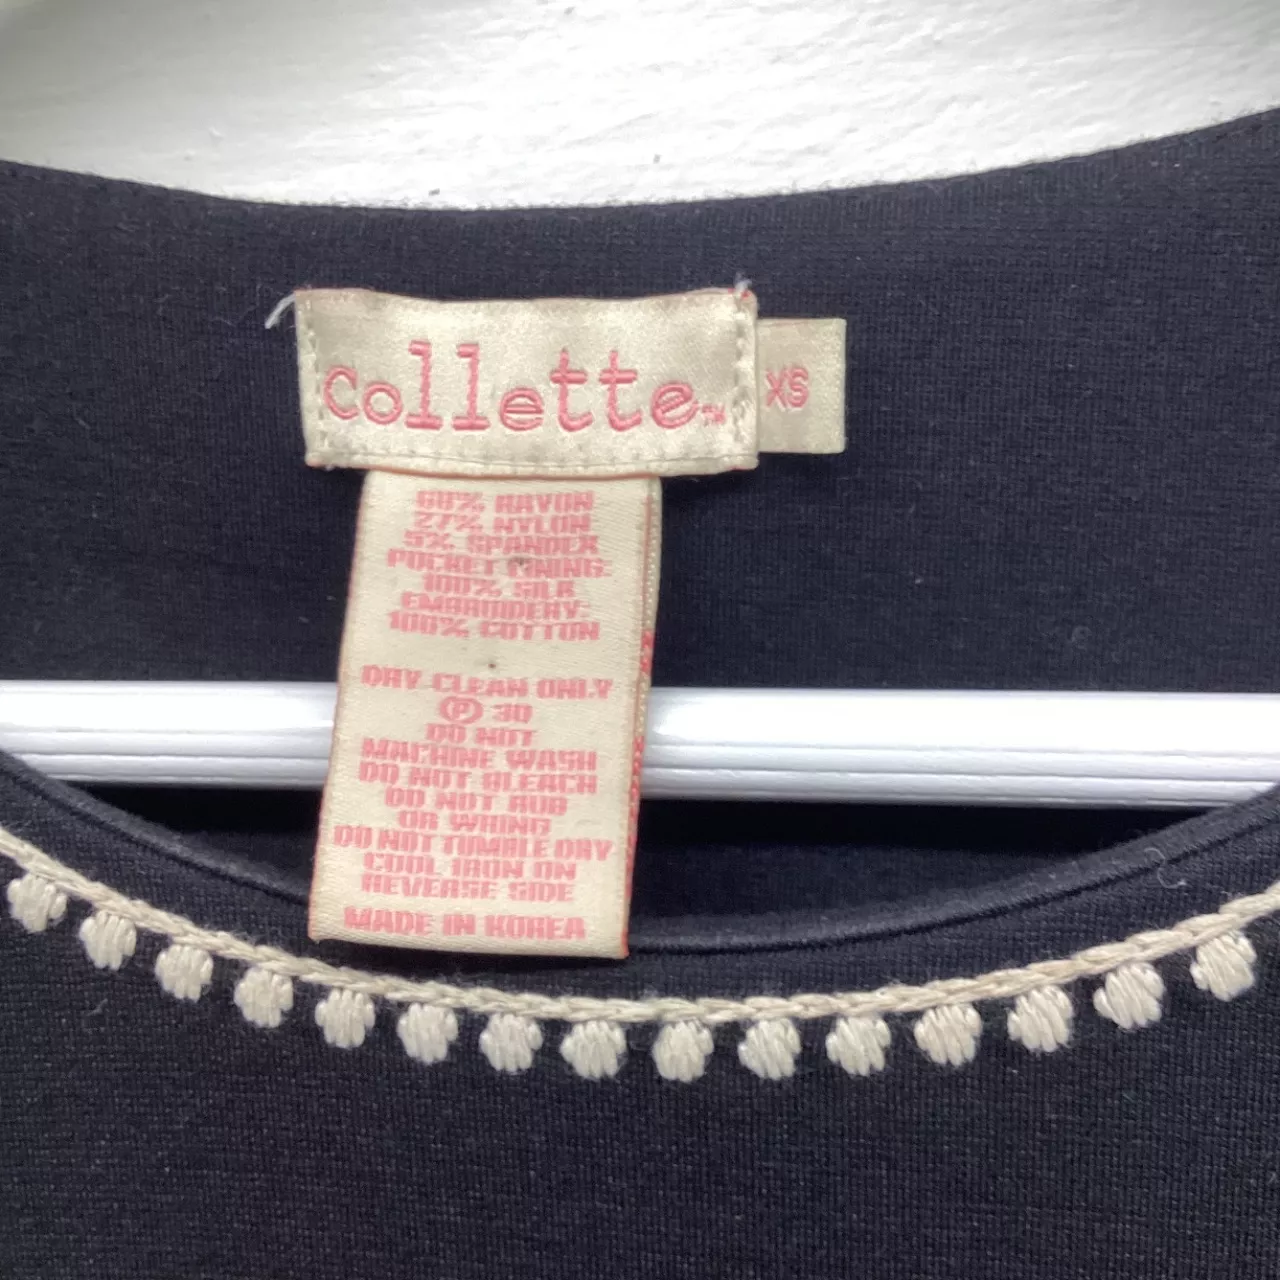 collette™
XS
68% RAYON
27% NYLON
5% SPANDEX
POCKET LINING:
100% SILK
EMBROIDERY:
100% COTTON
DRY CLEAN ONLY
Ⓟ 30
DO NOT
MACHINE WASH
DO NOT BLEACH
DO NOT RUB
OR WRING
DO NOT TUMBLE DRY
COOL IRON ON
REVERSE SIDE
MADE IN KOREA